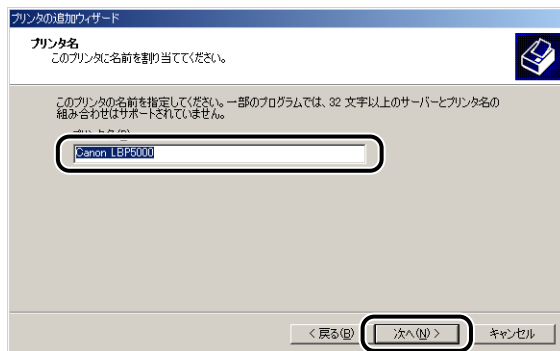 プリンタの追加ウィザード
プリンタ名
このプリンタに名前を割り当ててください。
このプリンタの名前を指定してください。一部のプログラムでは、32 文字以上のサーバーとプリンタ名の
組み合わせはサポートされていません。
Canon LBP5000
< 戻る(B)
次へ(N) >
キャンセル